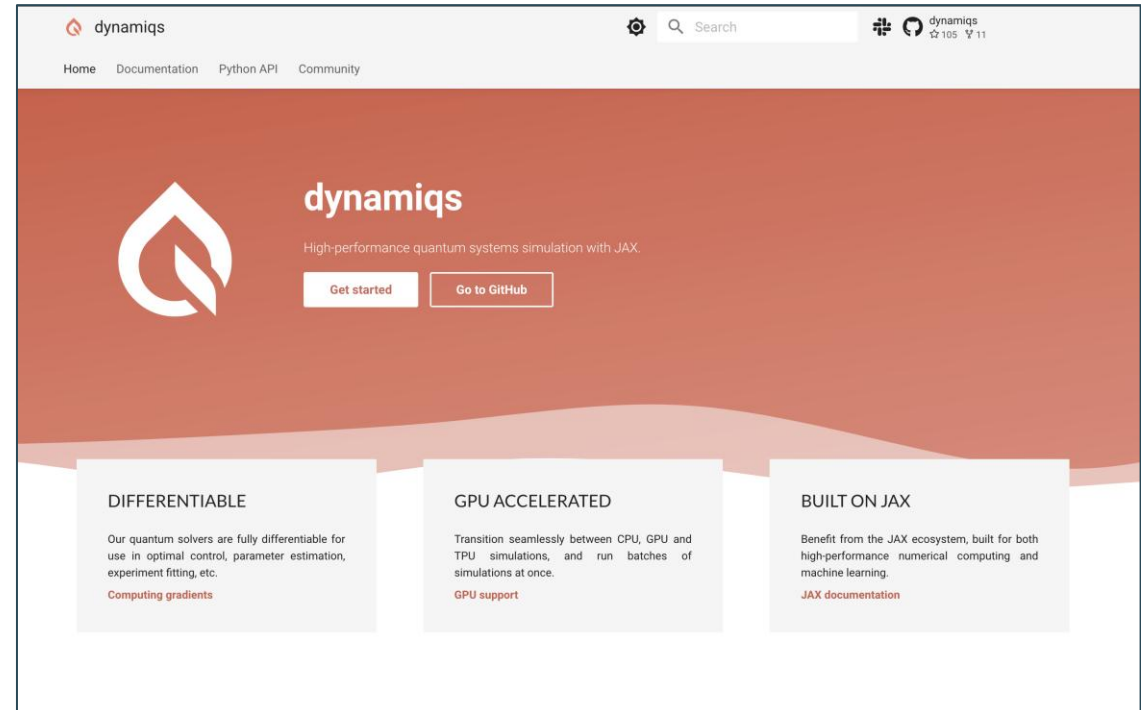 dynamiqs
Search
dynamiqs
105 11
Home Documentation Python API Community
dynamiqs
High-performance quantum systems simulation with JAX.
Get started Go to GitHub
DIFFERENTIABLE
Our quantum solvers are fully differentiable for
use in optimal control, parameter estimation,
experiment fitting, etc.
Computing gradients
GPU ACCELERATED
Transition seamlessly between CPU, GPU and
TPU simulations, and run batches of
simulations at once.
GPU support
BUILT ON JAX
Benefit from the JAX ecosystem, built for both
high-performance numerical computing and
machine learning.
JAX documentation